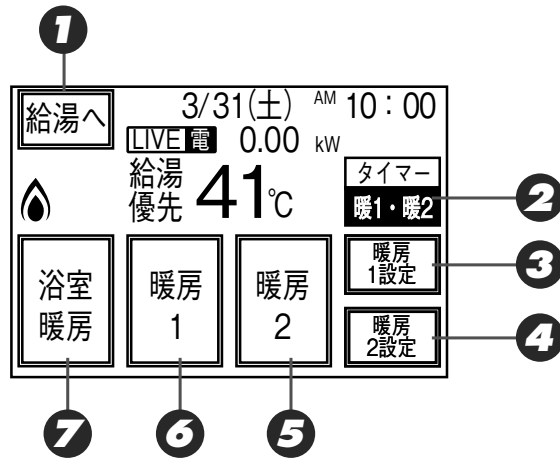 1
給湯へ
3/31(土) AM 10:00
LIVE 電 0.00 kW
給湯
優先
41℃
タイマー
暖1・暖2
2
暖房
1設定
3
暖房
2設定
4
浴室
暖房
暖房
1
暖房
2
7
6
5